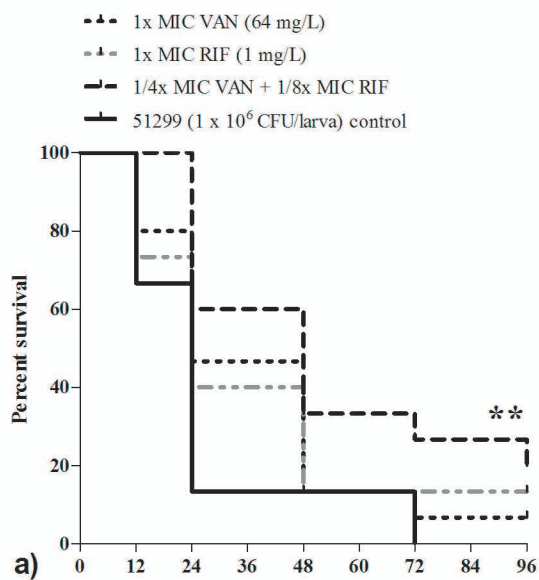 1x MIC VAN (64 mg/L)
1x MIC RIF (1 mg/L)
1/4x MIC VAN + 1/8x MIC RIF
51299 (1 x 10⁶ CFU/larva) control
100
80
60
40
20
0
Percent survival
**
a)
0 12 24 36 48 60 72 84 96